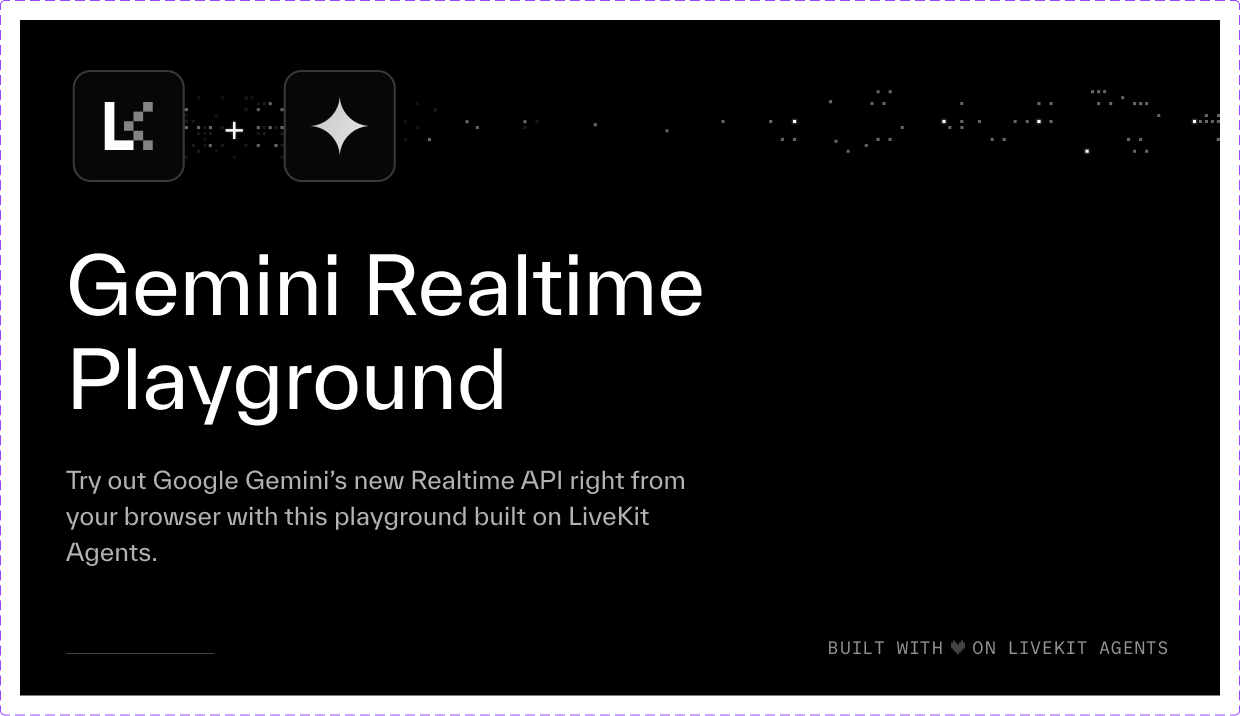 LK
+
Gemini Realtime
Playground
Try out Google Gemini’s new Realtime API right from
your browser with this playground built on LiveKit
Agents.
BUILT WITH ♥ ON LIVEKIT AGENTS